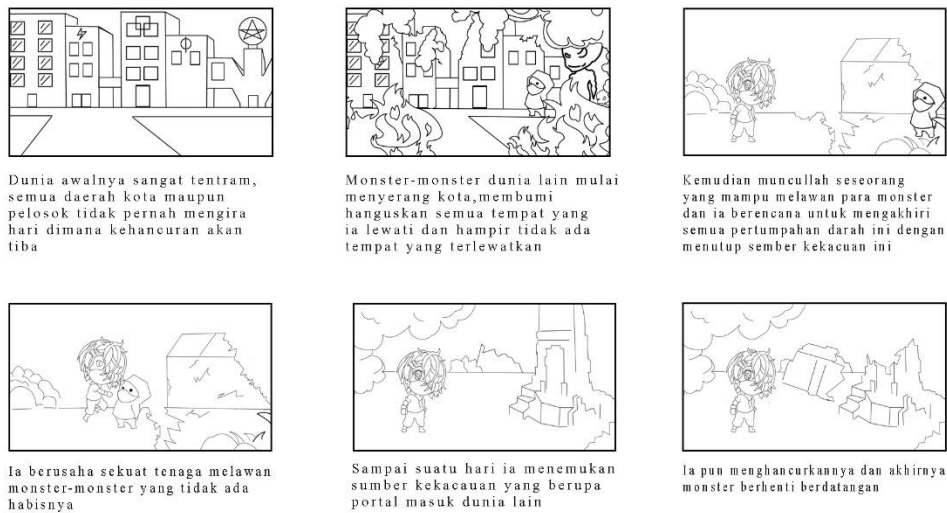 Dunia awalnya sangat tentram,
semua daerah kota maupun
pelosok tidak pernah mengira
hari dimana kehancuran akan
tiba
Monster-monster dunia lain mulai
menyerang kota,membumi
hanguskan semua tempat yang
ia lewati dan hampir tidak ada
tempat yang terlewatkan
Kemudian muncullah seseorang
yang mampu melawan para monster
dan ia berencana untuk mengakhiri
semua pertumpahan darah ini dengan
menutup sember kekacuan ini
Ia berusaha sekuat tenaga melawan
monster-monster yang tidak ada
habisnya
Sampai suatu hari ia menemukan
sumber kekacauan yang berupa
portal masuk dunia lain
Ia pun menghancurkannya dan akhirnya
monster berhenti berdatangan